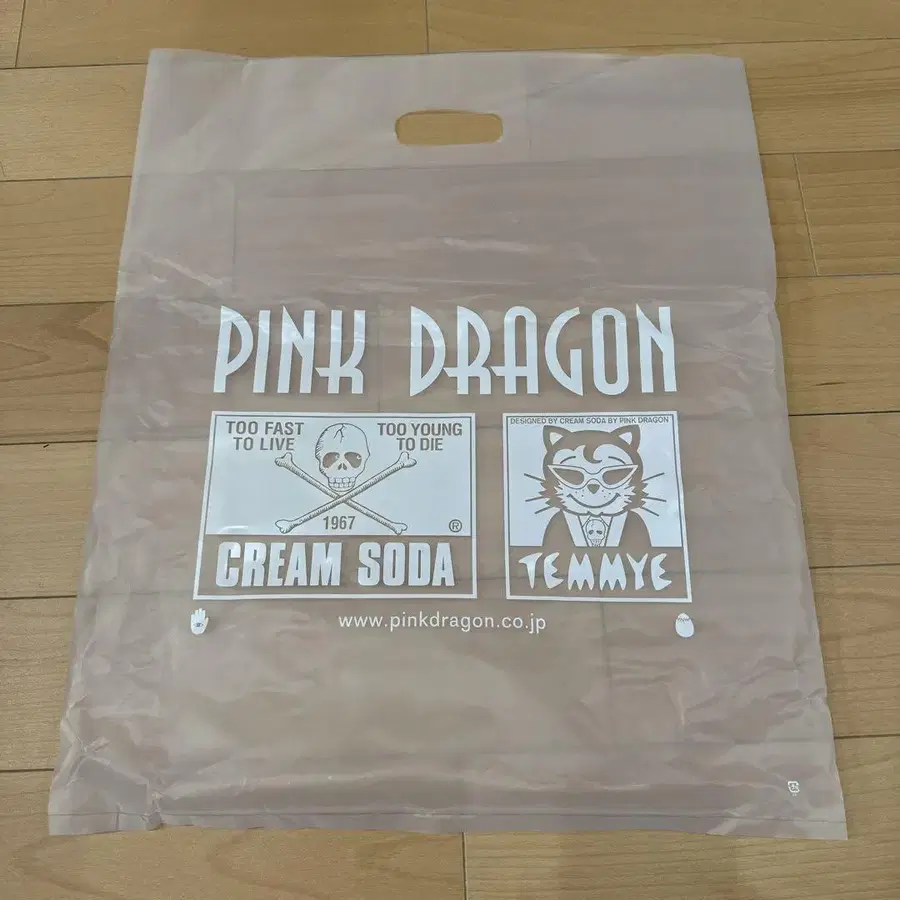 PINK DRAGON
TOO FAST
TO LIVE
TOO YOUNG
TO DIE
1967
®
CREAM SODA
DESIGNED BY CREAM SODA BY PINK DRAGON
TEMMYE
www.pinkdragon.co.jp